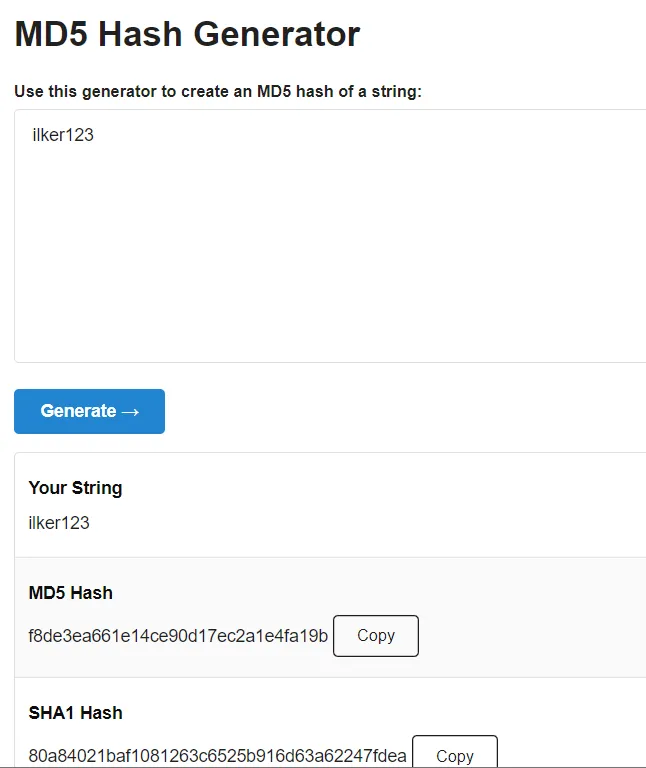 MD5 Hash Generator
Use this generator to create an MD5 hash of a string:
ilker123
Generate →
Your String
ilker123
MD5 Hash
f8de3ea661e14ce90d17ec2a1e4fa19b Copy
SHA1 Hash
80a84021baf1081263c6525b916d63a62247fdea Copy